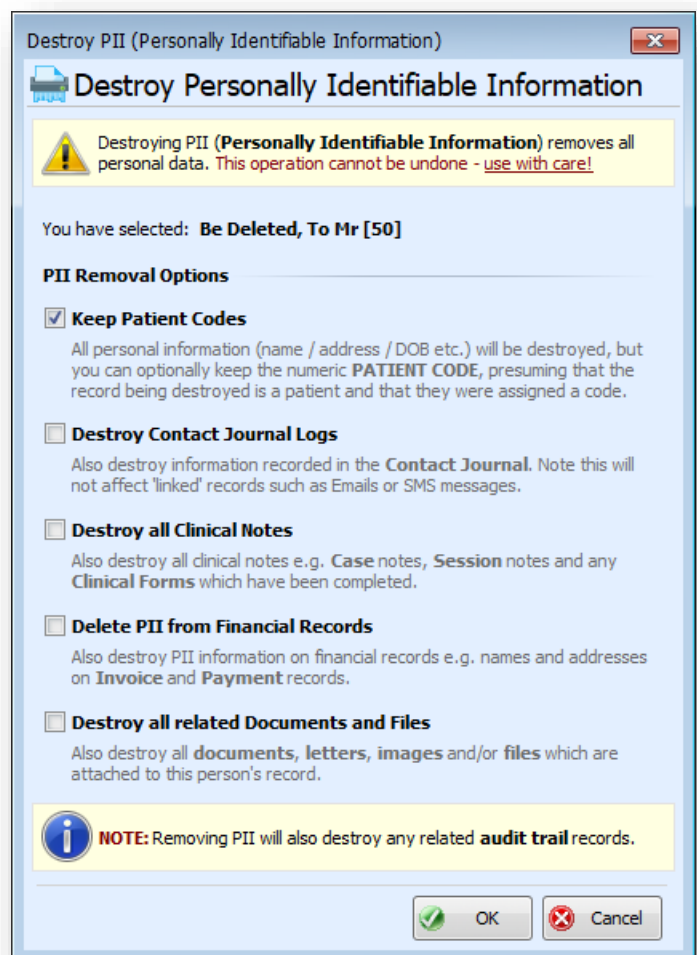 Destroy PII (Personally Identifiable Information)
Destroy Personally Identifiable Information
Destroying PII (Personally Identifiable Information) removes all
personal data. This operation cannot be undone - use with care!
You have selected: Be Deleted, To Mr [50]
PII Removal Options
Keep Patient Codes
All personal information (name / address / DOB etc.) will be destroyed, but
you can optionally keep the numeric PATIENT CODE, presuming that the
record being destroyed is a patient and that they were assigned a code.
Destroy Contact Journal Logs
Also destroy information recorded in the Contact Journal. Note this will
not affect 'linked' records such as Emails or SMS messages.
Destroy all Clinical Notes
Also destroy all clinical notes e.g. Case notes, Session notes and any
Clinical Forms which have been completed.
Delete PII from Financial Records
Also destroy PII information on financial records e.g. names and addresses
on Invoice and Payment records.
Destroy all related Documents and Files
Also destroy all documents, letters, images and/or files which are
attached to this person's record.
NOTE: Removing PII will also destroy any related audit trail records.
OK
Cancel